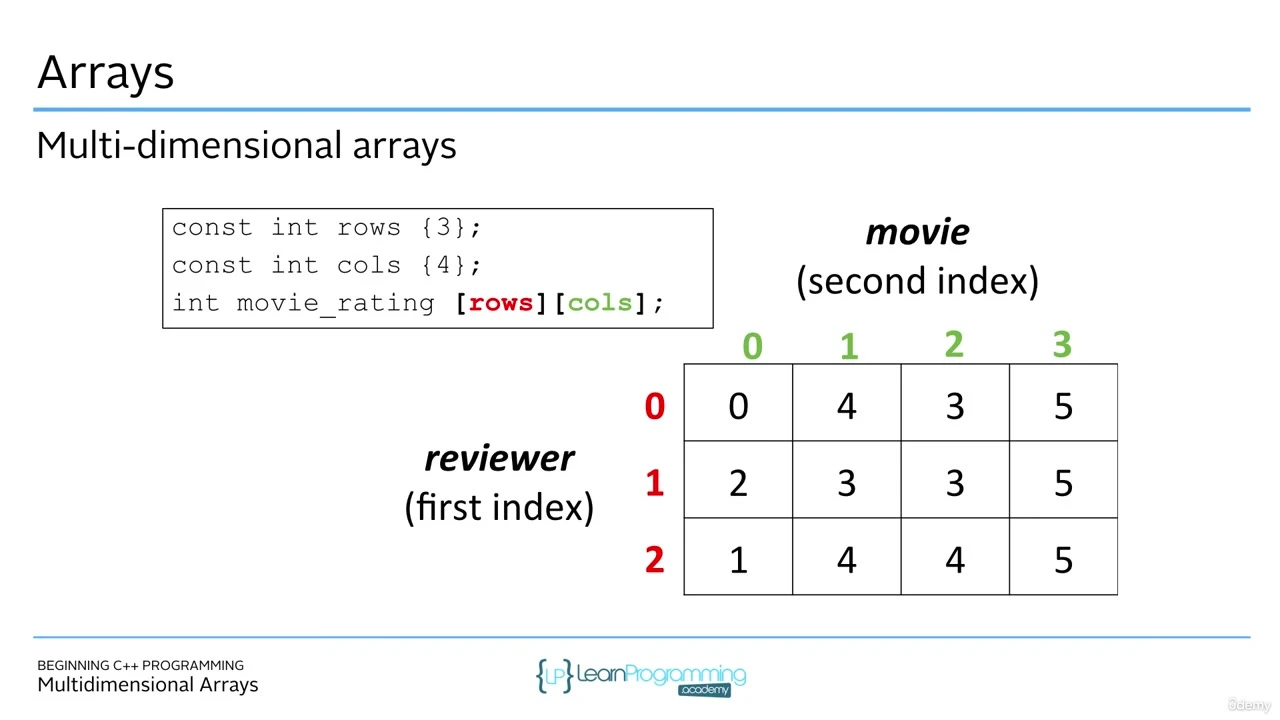 Arrays
Multi-dimensional arrays
const int rows {3};
const int cols {4};
int movie_rating [rows][cols];
movie
(second index)
0 1 2 3
reviewer
(first index)
0 0 4 3 5
1 2 3 3 5
2 1 4 4 5
BEGINNING C++ PROGRAMMING
Multidimensional Arrays
{LP} LearnProgramming
.academy
ûdemy